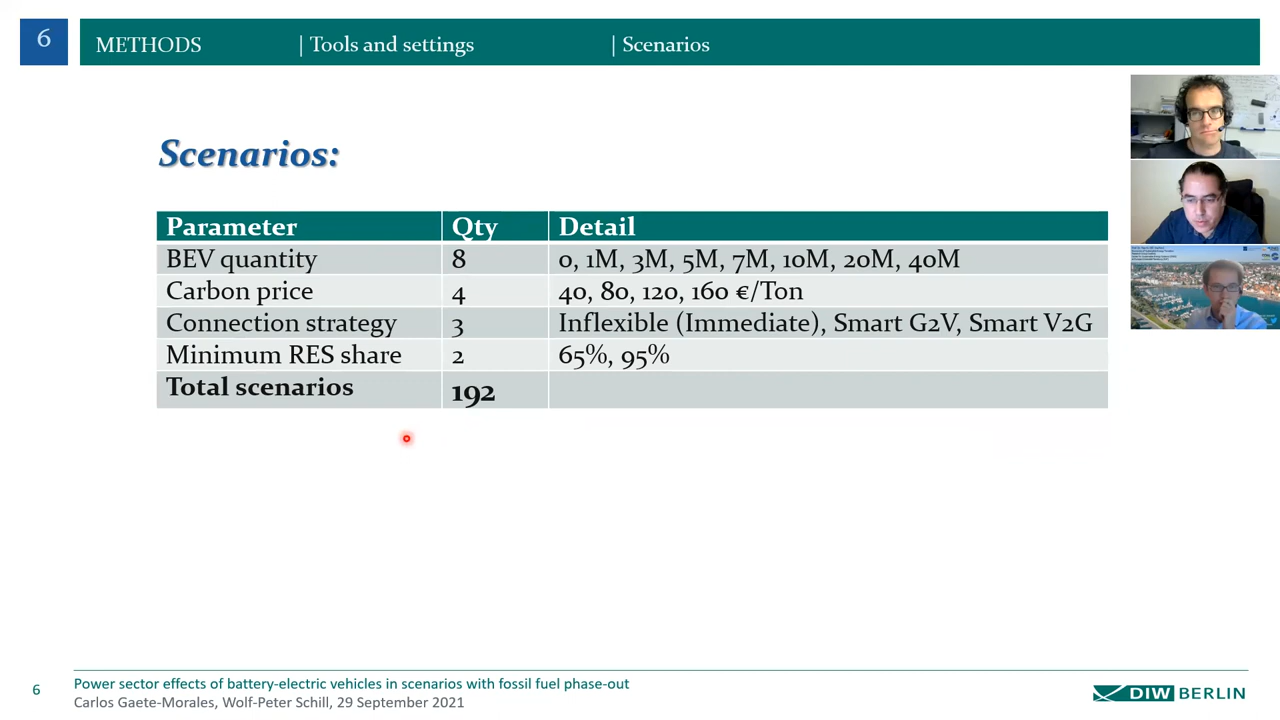 6
METHODS | Tools and settings | Scenarios
Scenarios:
Parameter Qty Detail
BEV quantity 8 0, 1M, 3M, 5M, 7M, 10M, 20M, 40M
Carbon price 4 40, 80, 120, 160 €/Ton
Connection strategy 3 Inflexible (Immediate), Smart G2V, Smart V2G
Minimum RES share 2 65%, 95%
Total scenarios 192
6
Power sector effects of battery-electric vehicles in scenarios with fossil fuel phase-out
Carlos Gaete-Morales, Wolf-Peter Schill, 29 September 2021
DIW BERLIN